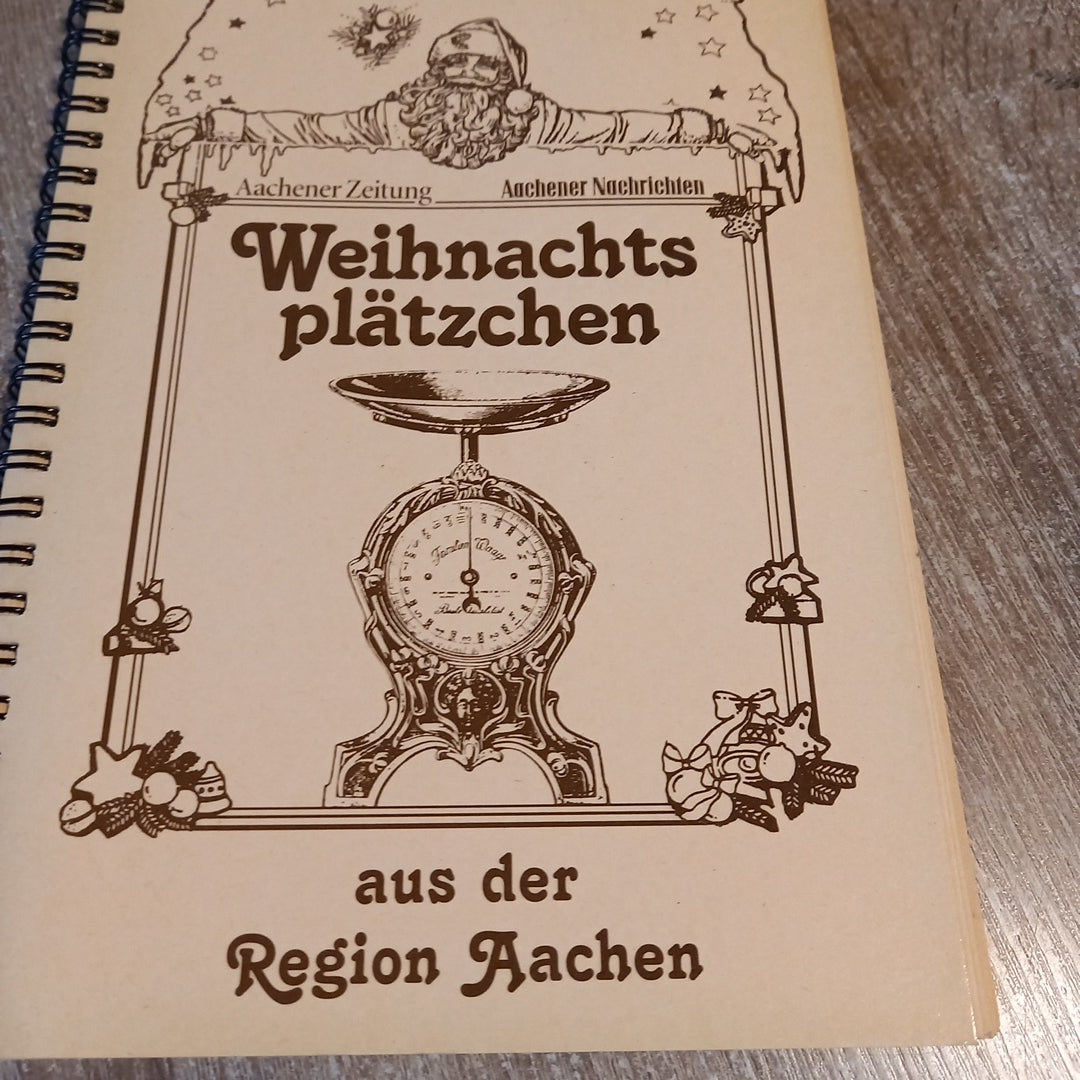 Aachener Zeitung Aachener Nachrichten
Weihnachts
plätzchen
aus der
Region Aachen